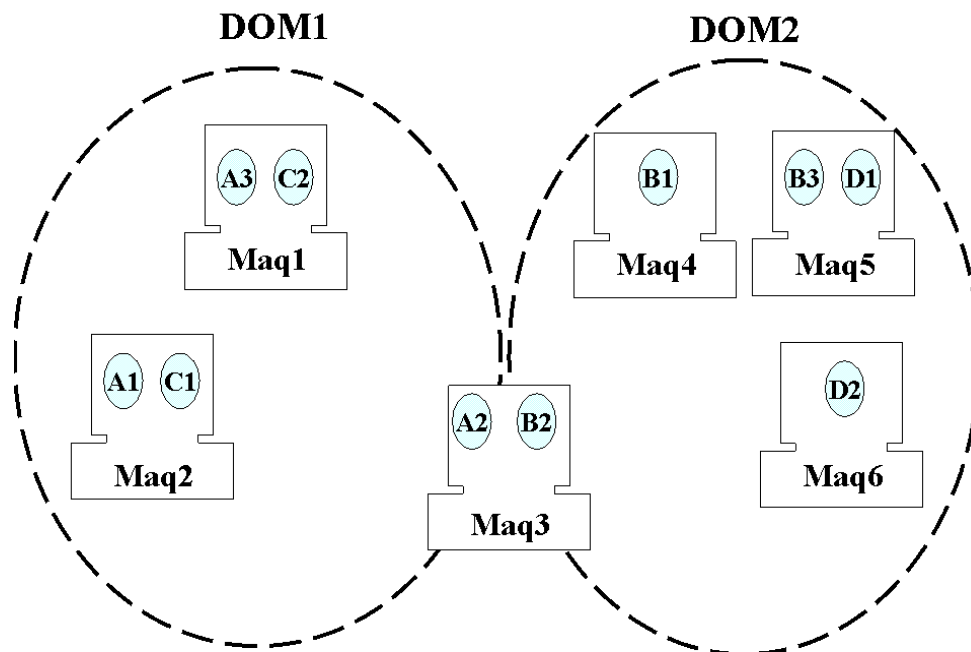 DOM1
DOM2
A3 C2
Maq1
B1
Maq4
B3 D1
Maq5
A1 C1
Maq2
A2 B2
Maq3
D2
Maq6